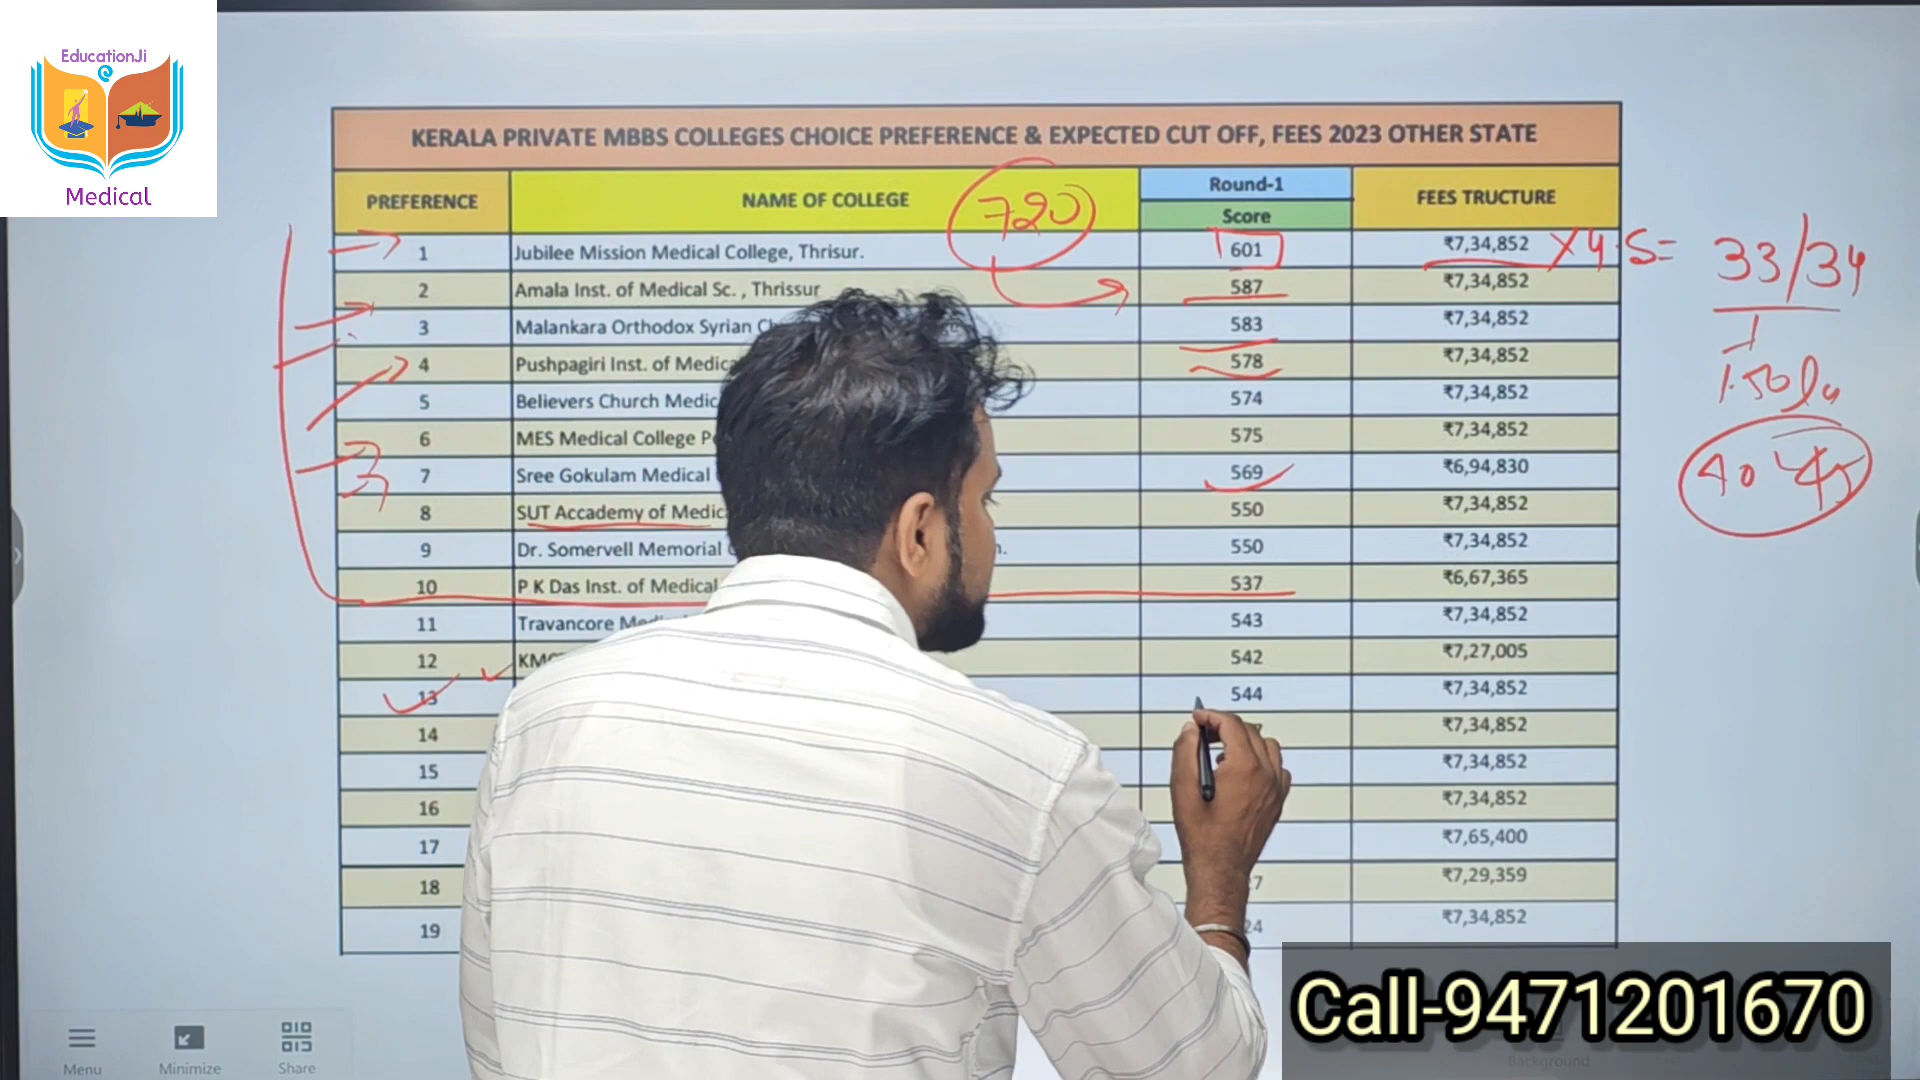 EducationJi
Medical
KERALA PRIVATE MBBS COLLEGES CHOICE PREFERENCE & EXPECTED CUT OFF, FEES 2023 OTHER STATE
PREFERENCE NAME OF COLLEGE Round-1 Score FEES TRUCTURE
720
1 Jubilee Mission Medical College, Thrisur. 601 ₹7,34,852 X4.5= 33/34
2 Amala Inst. of Medical Sc. , Thrissur 587 ₹7,34,852
3 Malankara Orthodox Syrian 583 ₹7,34,852
4 Pushpagiri Inst. of 578 ₹7,34,852
1.50
5 Believers Church 574 ₹7,34,852
6 MES Medical College 575 ₹7,34,852
7 Sree Gokulam Medical 569 ₹6,94,830
40 45
8 SUT Accademy of 550 ₹7,34,852
9 Dr. Somervell Memorial 550 ₹7,34,852
10 P K Das Inst. of Medical 537 ₹6,67,365
11 Travancore 543 ₹7,34,852
12 542 ₹7,27,005
13 544 ₹7,34,852
14 ₹7,34,852
15 ₹7,34,852
16 ₹7,34,852
17 ₹7,65,400
18 ₹7,29,359
19 ₹7,34,852
Call-9471201670
Menu Minimize Share Background